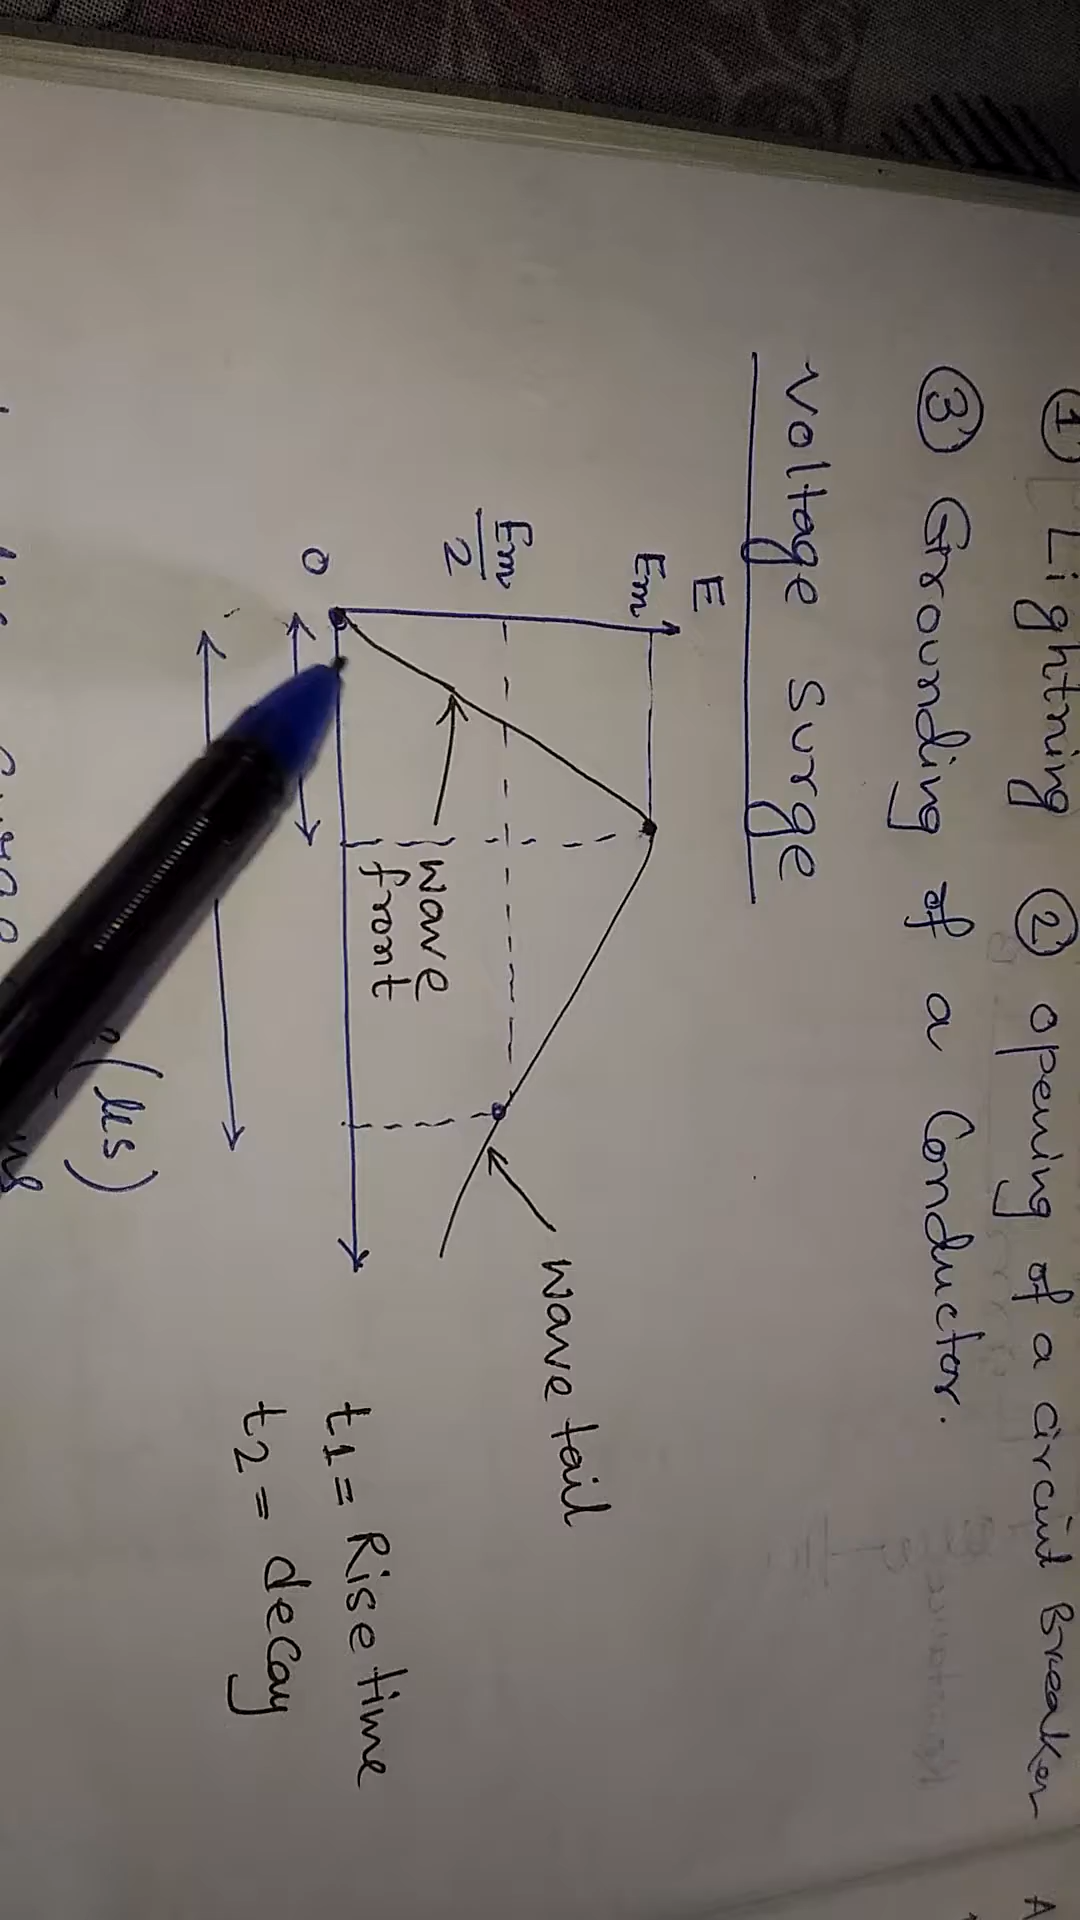 ① Lightning ② opening of a circuit Breaker
③ Grounding of a Conductor.
Voltage Surge
E
Em
Em/2
0
wave front
wave tail
t1 = Rise time
t2 = decay
(μs)